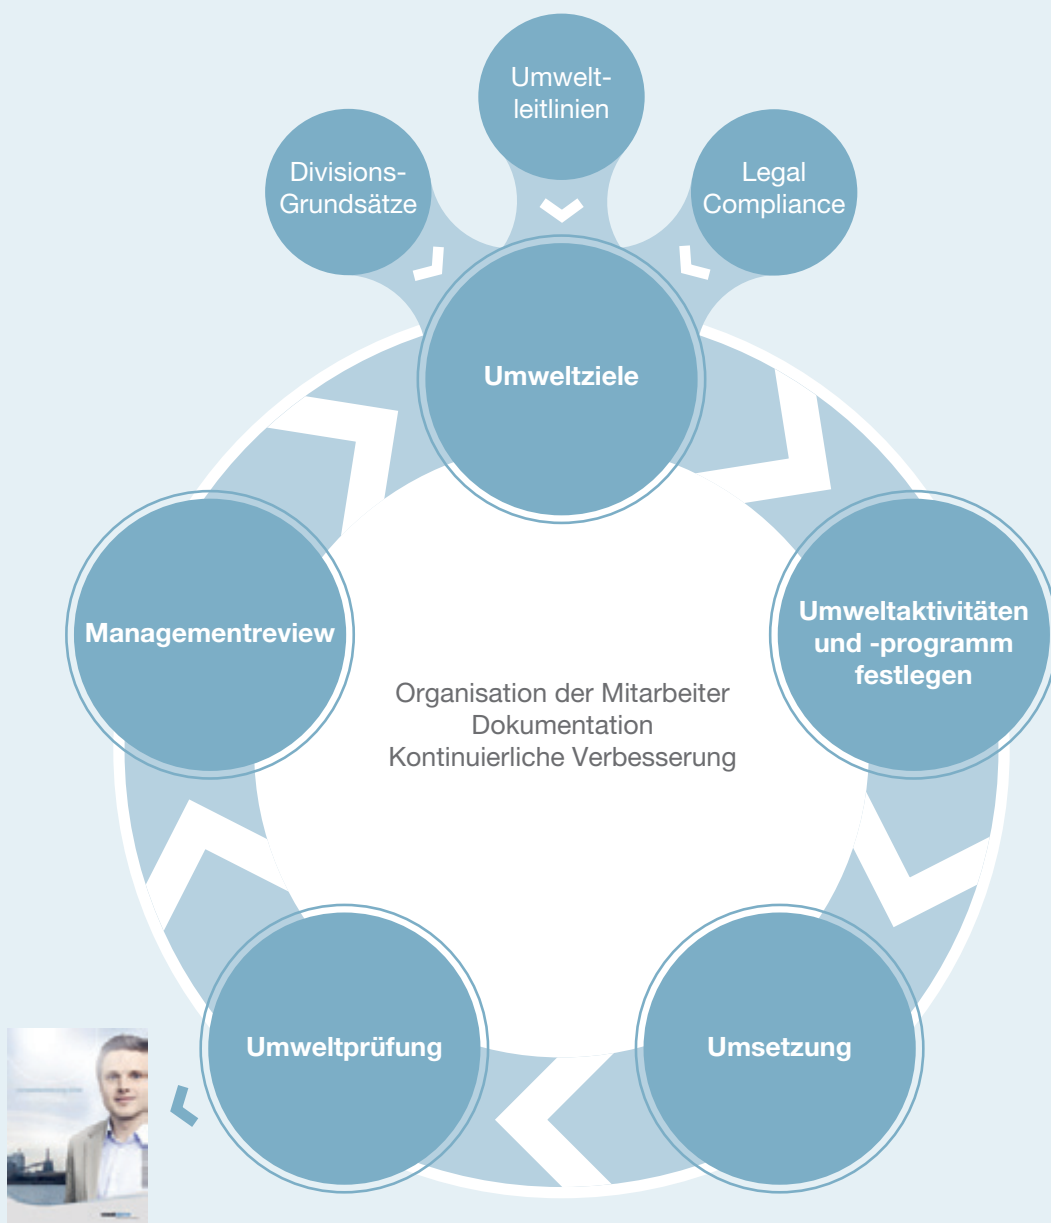 Umwelt-
leitlinien
Divisions-
Grundsätze
Legal
Compliance
Umweltziele
Managementreview
Umweltaktivitäten
und -programm
festlegen
Organisation der Mitarbeiter
Dokumentation
Kontinuierliche Verbesserung
Umweltprüfung
Umsetzung